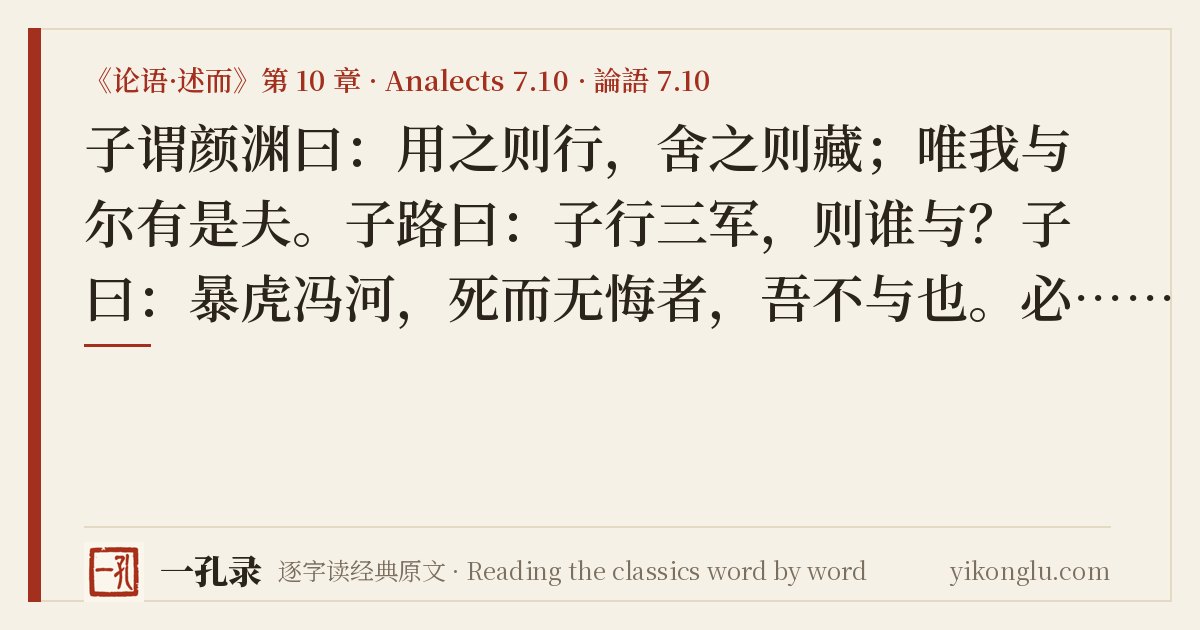 《论语·述而》第 10 章 · Analects 7.10 · 論語 7.10
子谓颜渊曰：用之则行，舍之则藏；唯我与
尔有是夫。子路曰：子行三军，则谁与？子
曰：暴虎冯河，死而无悔者，吾不与也。必……
一孔
一孔录 逐字读经典原文 · Reading the classics word by word yikonglu.com